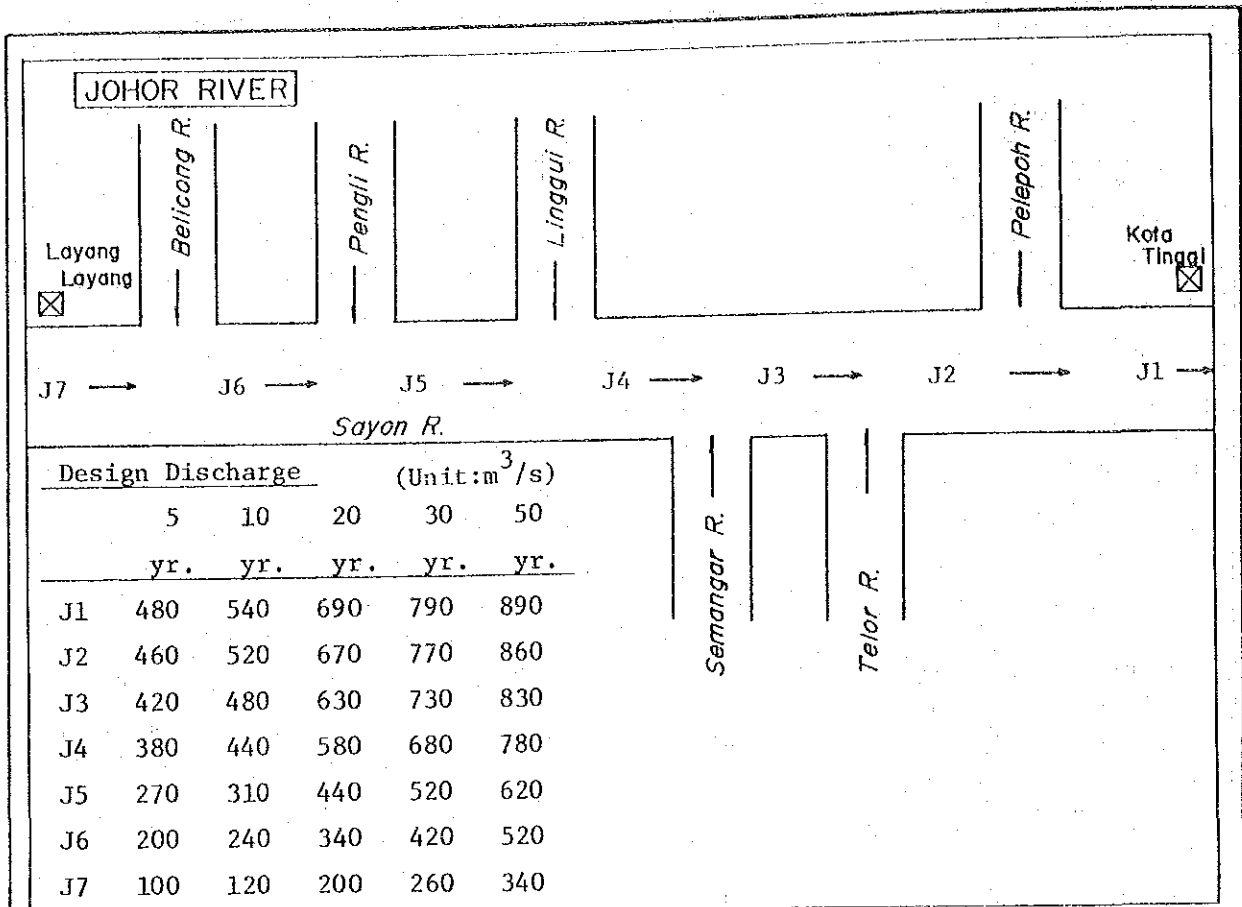 JOHOR RIVER
Belicong R.
Pengli R.
Linggui R.
Pelepoh R.
Layang
Layang
Kota
Tinggi
J7 J6 J5 J4 J3 J2 J1
Sayon R.
Semangar R.
Telor R.
Design Discharge (Unit:m³/s)
5 10 20 30 50
yr. yr. yr. yr. yr.
J1 480 540 690 790 890
J2 460 520 670 770 860
J3 420 480 630 730 830
J4 380 440 580 680 780
J5 270 310 440 520 620
J6 200 240 340 420 520
J7 100 120 200 260 340